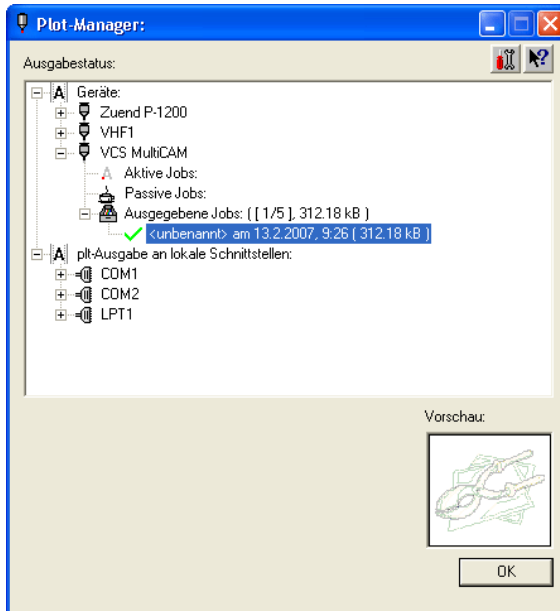 Plot-Manager:
Ausgabestatus:
Geräte:
Zuend P-1200
VHF1
VCS MultiCAM
Aktive Jobs:
Passive Jobs:
Ausgegebene Jobs: ( [ 1/5 ], 312.18 kB )
<unbenannt> am 13.2.2007, 9:26 ( 312.18 kB )
plt-Ausgabe an lokale Schnittstellen:
COM1
COM2
LPT1
Vorschau:
OK